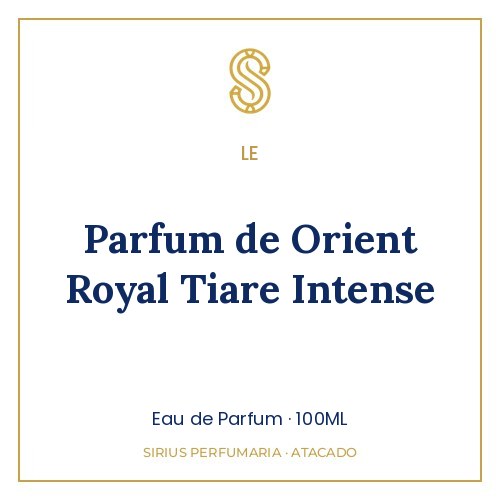 LE
Parfum de Orient
Royal Tiare Intense
Eau de Parfum · 100ML
SIRIUS PERFUMARIA · ATACADO